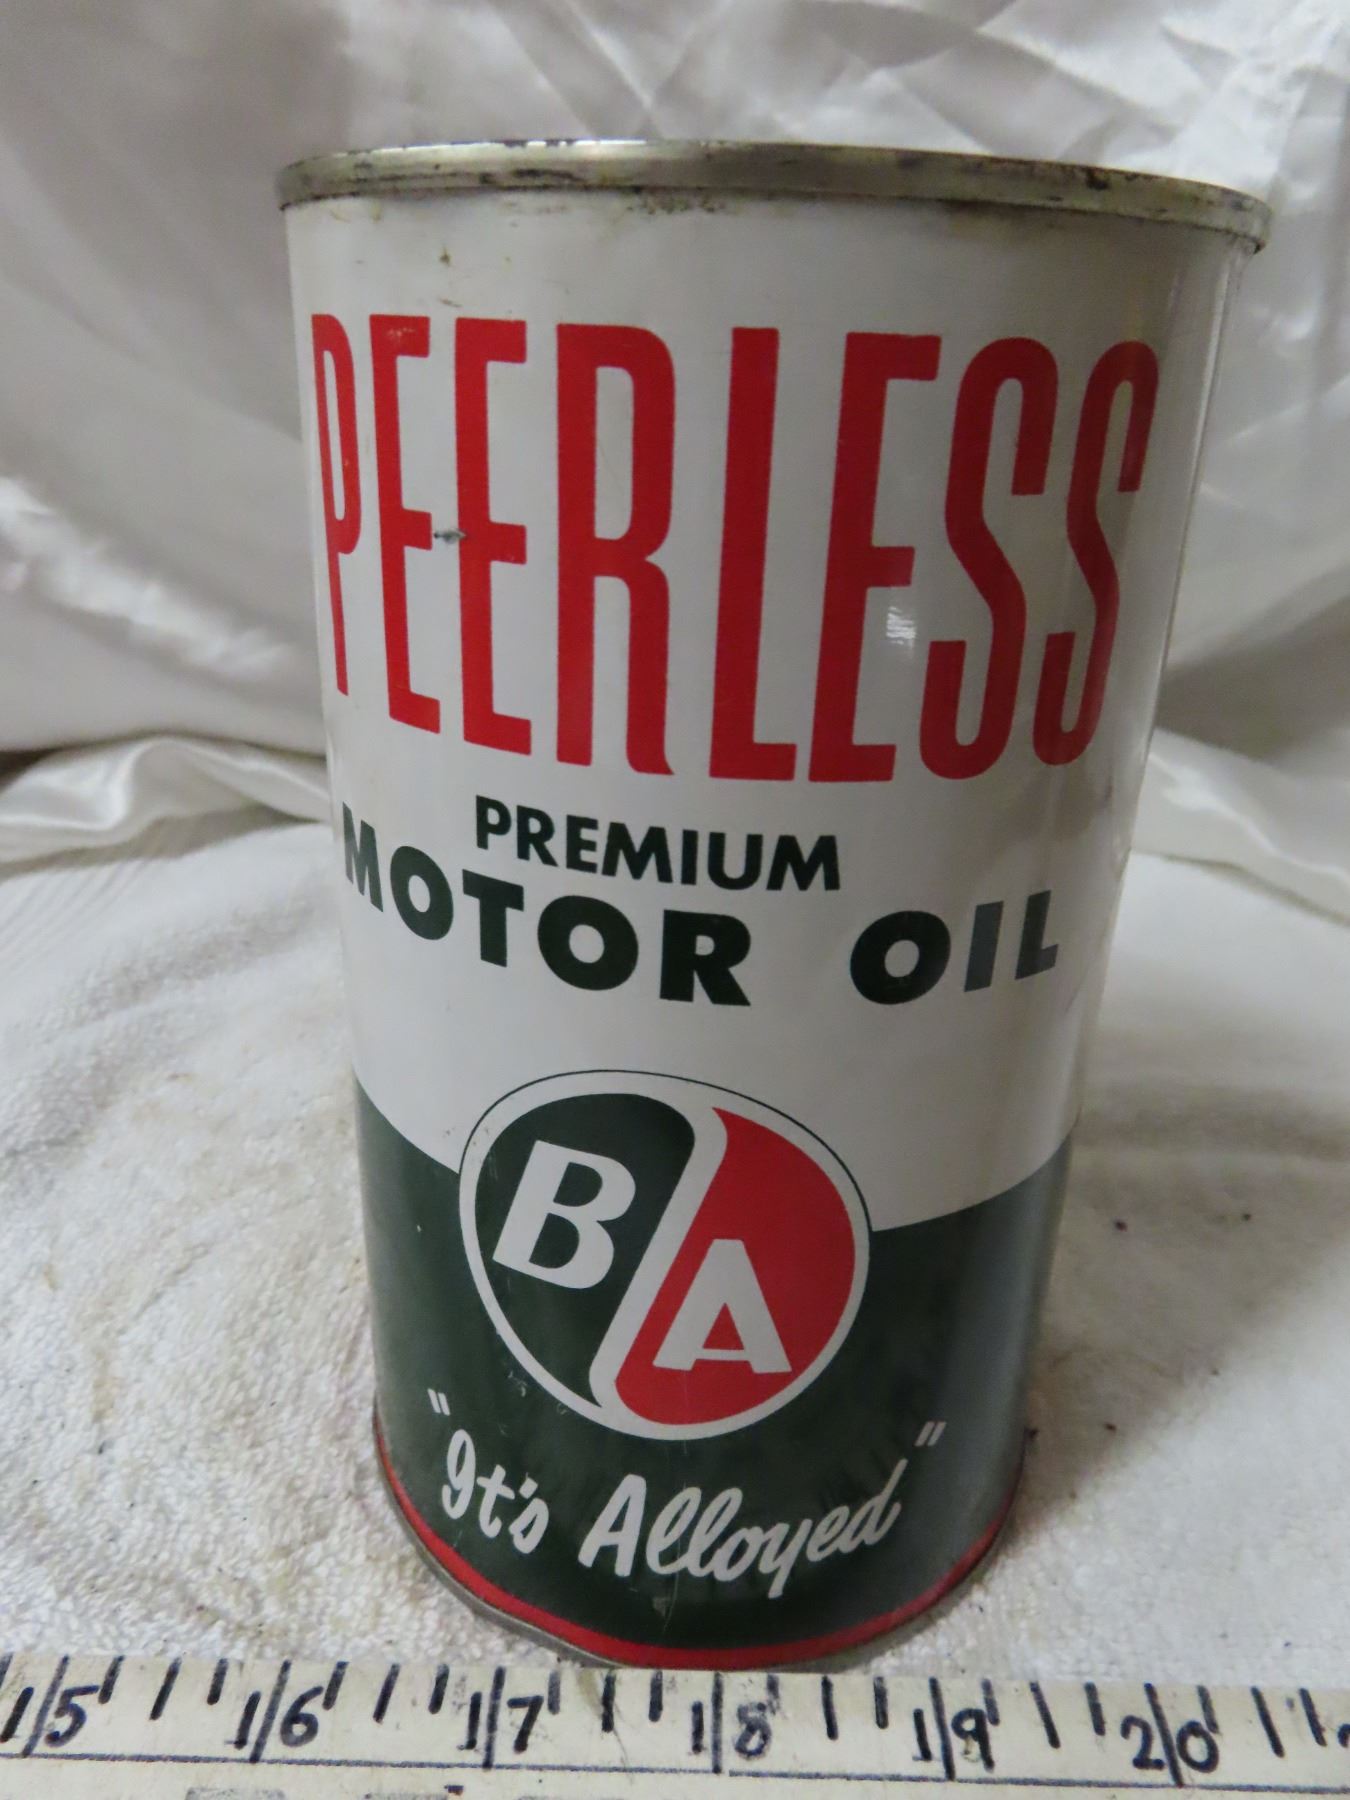 PEERLESS
PREMIUM
MOTOR OIL
B A
"It's Alloyed"
15 16 17 18 19 20